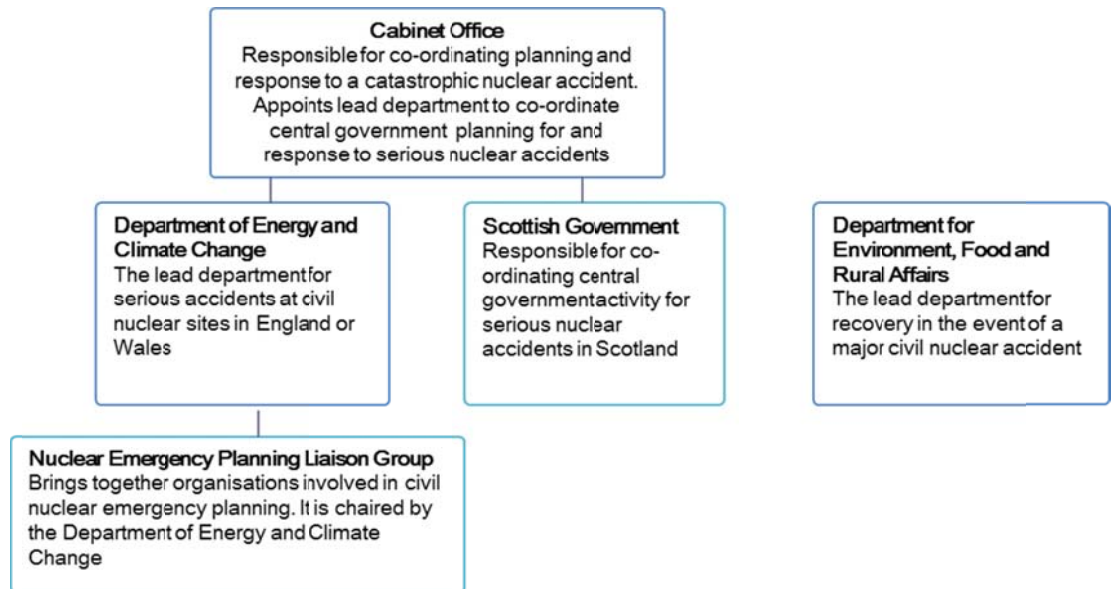 Cabinet Office
Responsible for co-ordinating planning and
response to a catastrophic nuclear accident.
Appoints lead department to co-ordinate
central government planning for and
response to serious nuclear accidents
Department of Energy and
Climate Change
The lead department for
serious accidents at civil
nuclear sites in England or
Wales
Scottish Government
Responsible for co-
ordinating central
government activity for
serious nuclear
accidents in Scotland
Department for
Environment, Food and
Rural Affairs
The lead department for
recovery in the event of a
major civil nuclear accident
Nuclear Emergency Planning Liaison Group
Brings together organisations involved in civil
nuclear emergency planning. It is chaired by
the Department of Energy and Climate
Change